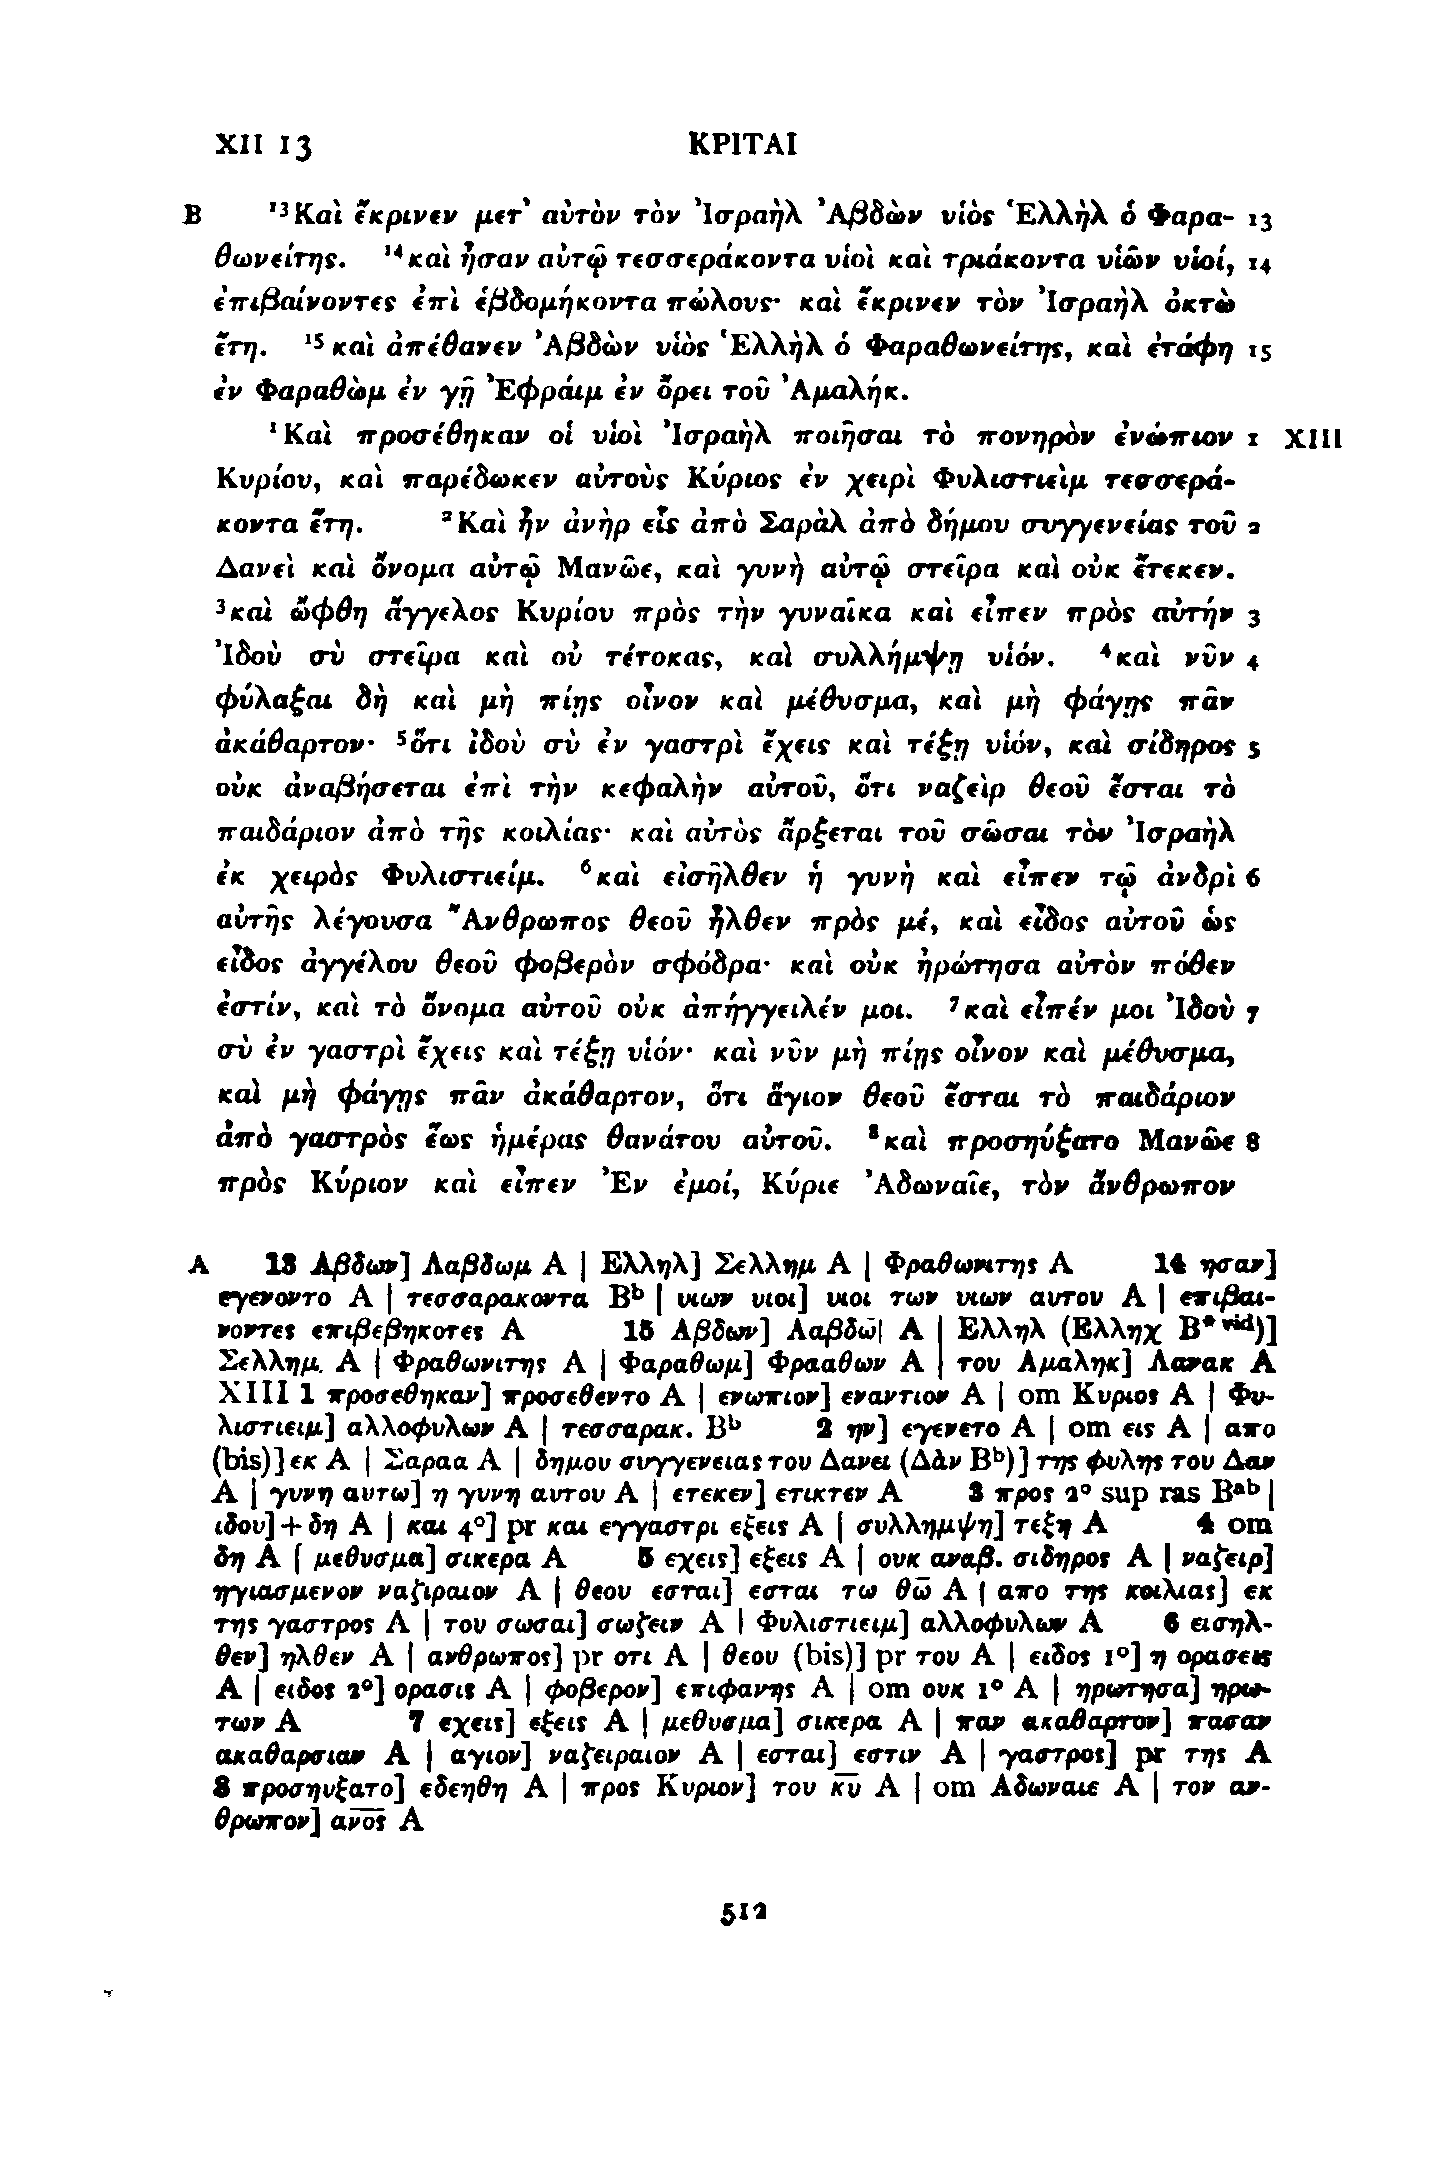 XII 13 ΚΡΙΤΑΙ
B ¹³Καὶ ἔκρινεν μετ᾽ αὐτὸν τὸν Ἰσραὴλ Ἀβδὼν υἱὸς Ἑλλὴλ ὁ Φαρα- 13
θωνείτης. ¹⁴καὶ ἦσαν αὐτῷ τεσσεράκοντα υἱοὶ καὶ τριάκοντα υἱῶν υἱοί, 14
ἐπιβαίνοντες ἐπὶ ἑβδομήκοντα πώλους· καὶ ἔκρινεν τὸν Ἰσραὴλ ὀκτὼ
ἔτη. ¹⁵καὶ ἀπέθανεν Ἀβδὼν υἱὸς Ἑλλὴλ ὁ Φαραθωνείτης, καὶ ἐτάφη 15
ἐν Φαραθὼμ ἐν γῇ Ἐφράιμ ἐν ὄρει τοῦ Ἀμαλήκ.
¹Καὶ προσέθηκαν οἱ υἱοὶ Ἰσραὴλ ποιῆσαι τὸ πονηρὸν ἐνώπιον 1 XIII
Κυρίου, καὶ παρέδωκεν αὐτοὺς Κύριος ἐν χειρὶ Φυλιστιεὶμ τεσσερά-
κοντα ἔτη. ²Καὶ ἦν ἀνὴρ εἷς ἀπὸ Σαρὰλ ἀπὸ δήμου συγγενείας τοῦ 2
Δανεὶ καὶ ὄνομα αὐτῷ Μανῶε, καὶ γυνὴ αὐτῷ στεῖρα καὶ οὐκ ἔτεκεν.
³καὶ ὤφθη ἄγγελος Κυρίου πρὸς τὴν γυναῖκα καὶ εἶπεν πρὸς αὐτήν 3
Ἰδοὺ σὺ στεῖρα καὶ οὐ τέτοκας, καὶ συλλήμψῃ υἱόν. ⁴καὶ νῦν 4
φύλαξαι δὴ καὶ μὴ πίῃς οἶνον καὶ μέθυσμα, καὶ μὴ φάγῃς πᾶν
ἀκάθαρτον· ⁵ὅτι ἰδοὺ σὺ ἐν γαστρὶ ἔχεις καὶ τέξῃ υἱόν, καὶ σίδηρος 5
οὐκ ἀναβήσεται ἐπὶ τὴν κεφαλὴν αὐτοῦ, ὅτι ναζεὶρ θεοῦ ἔσται τὸ
παιδάριον ἀπὸ τῆς κοιλίας· καὶ αὐτὸς ἄρξεται τοῦ σῶσαι τὸν Ἰσραὴλ
ἐκ χειρὸς Φυλιστιείμ. ⁶καὶ εἰσῆλθεν ἡ γυνὴ καὶ εἶπεν τῷ ἀνδρὶ 6
αὐτῆς λέγουσα Ἄνθρωπος θεοῦ ἦλθεν πρὸς μέ, καὶ εἶδος αὐτοῦ ὡς
εἶδος ἀγγέλου θεοῦ φοβερὸν σφόδρα· καὶ οὐκ ἠρώτησα αὐτὸν πόθεν
ἐστίν, καὶ τὸ ὄνομα αὐτοῦ οὐκ ἀπήγγειλέν μοι. ⁷καὶ εἶπέν μοι Ἰδοὺ 7
σὺ ἐν γαστρὶ ἔχεις καὶ τέξῃ υἱόν· καὶ νῦν μὴ πίῃς οἶνον καὶ μέθυσμα,
καὶ μὴ φάγῃς πᾶν ἀκάθαρτον, ὅτι ἅγιον θεοῦ ἔσται τὸ παιδάριον
ἀπὸ γαστρὸς ἕως ἡμέρας θανάτου αὐτοῦ. ⁸καὶ προσηύξατο Μανῶε 8
πρὸς Κύριον καὶ εἶπεν Ἐν ἐμοί, Κύριε Ἀδωναῖε, τὸν ἄνθρωπον
A 13 Αβδων] Λαβδωμ A | Ελληλ] Σελλημ A | Φραθωνιτης A 14 ησαν]
εγενοντο A | τεσσαρακοντα Bᵇ | υιων υιοι] υιοι των υιων αυτου A | επιβαι-
νοντες επιβεβηκοτες A 15 Αβδων] Λαβδω̄| A | Ελληλ (Ελληχ B* ᵛⁱᵈ)]
Σελλημ. A | Φραθωνιτης A | Φαραθωμ] Φρααθων A | του Αμαληκ] Λανακ A
XIII 1 προσεθηκαν] προσεθεντο A | ενωπιον] εναντιον A | om Κυριος A | Φυ-
λιστιειμ] αλλοφυλων A | τεσσαρακ. Bᵇ 2 ην] εγενετο A | om εις A | απο
(bis)] εκ A | Σαραα A | δημου συγγενειας του Δανει (Δὰν Bᵇ)] της φυλης του Δαν
A | γυνη αυτω] η γυνη αυτου A | ετεκεν] ετικτεν A 3 προς 2° sup ras Bᵃᵇ |
ιδου] + δη A | και 4°] pr και εγγαστρι εξεις A | συλλημψη] τεξη A 4 om
δη A | μεθυσμα] σικερα A 5 εχεις] εξεις A | ουκ αναβ. σιδηρος A | ναζειρ]
ηγιασμενον ναζιραιον A | θεου εσται] εσται τω θω̄ A | απο της κοιλιας] εκ
της γαστρος A | του σωσαι] σωζειν A | Φυλιστιειμ] αλλοφυλων A 6 εισηλ-
θεν] ηλθεν A | ανθρωπος] pr οτι A | θεου (bis)] pr του A | ειδος 1°] η ορασεις
A | ειδος 2°] ορασις A | φοβερον] επιφανης A | om ουκ 1° A | ηρωτησα] ηρω-
των A 7 εχεις] εξεις A | μεθυσμα] σικερα A | παν ακαθαρτον] πασαν
ακαθαρσιαν A | αγιον] ναζειραιον A | εσται] εστιν A | γαστρος] pr της A
8 προσηυξατο] εδεηθη A | προς Κυριον] του κ̄ῡ A | om Αδωναιε A | τον αν-
θρωπον] αν̄ο̄ς̄ A
512